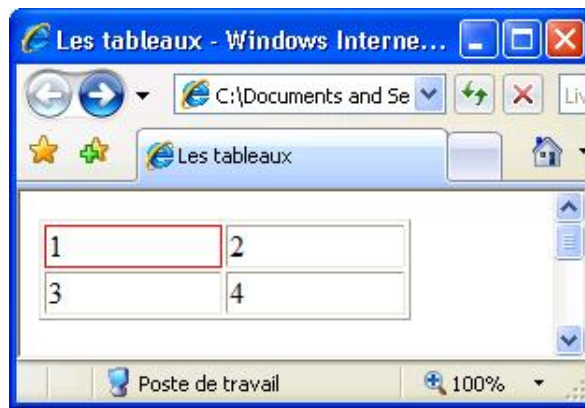 Les tableaux - Windows Interne...
C:\Documents and Se
Liv
Les tableaux
1 2
3 4
Poste de travail 100%